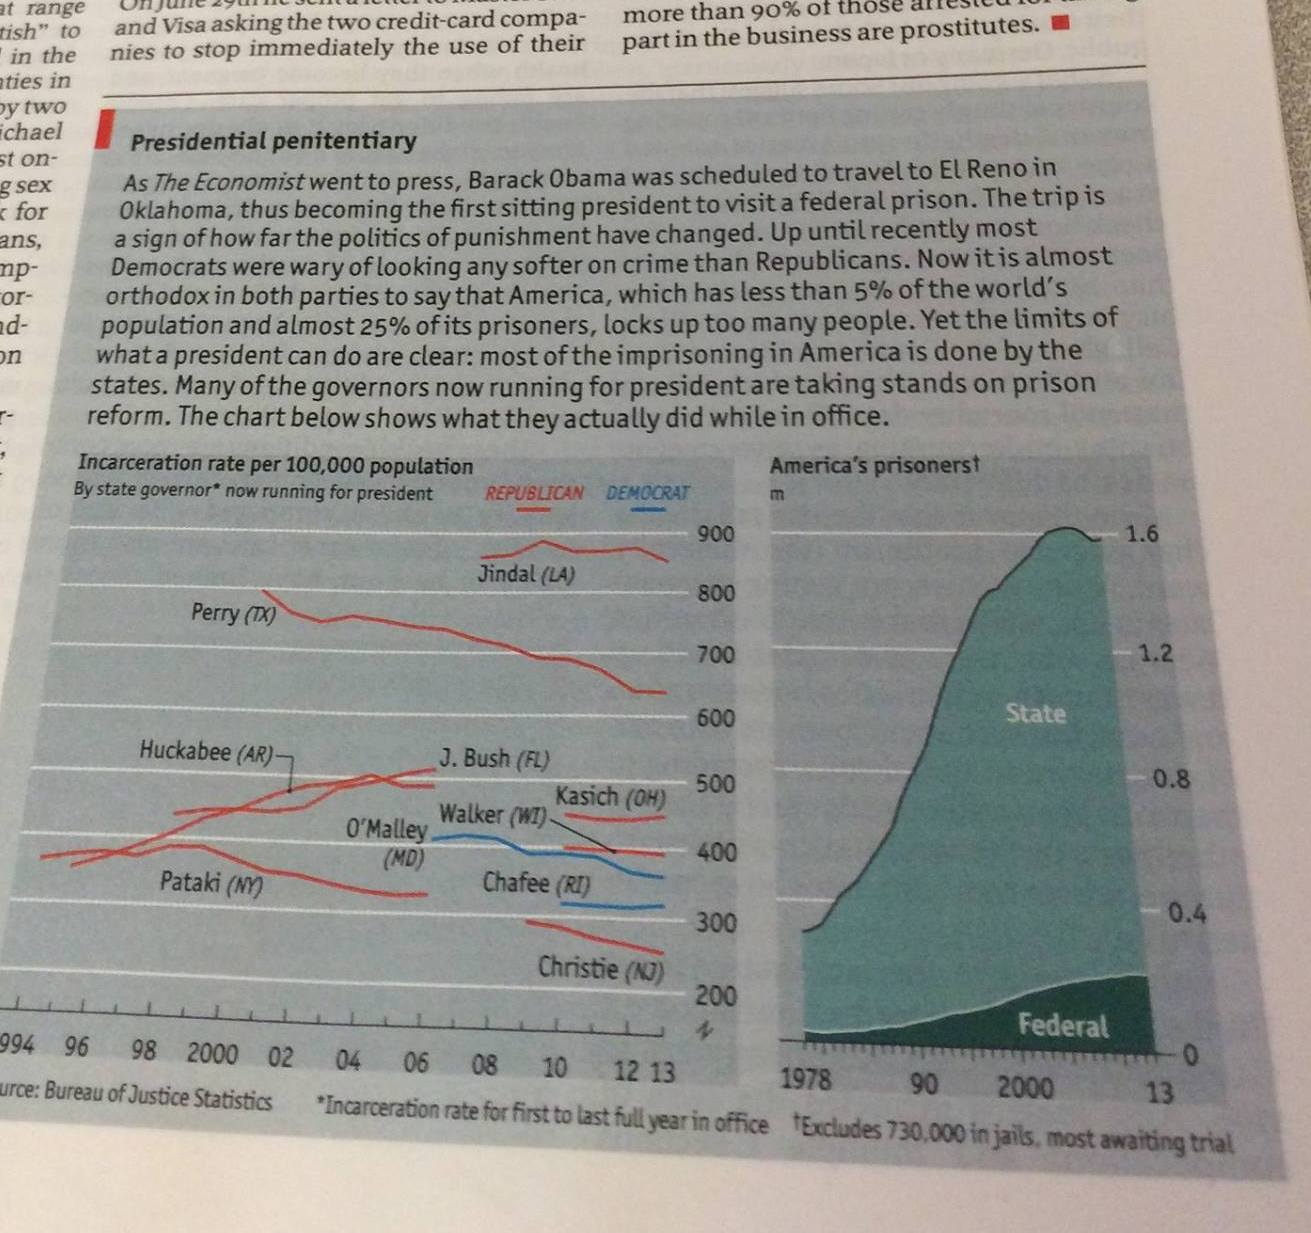 at range
tish" to
in the
ties in
by two
ichael
st on-
g sex
for
ans,
mp-
or-
on
and Visa asking the two credit-card compa-
nies to stop immediately the use of their
more than 90% of those arrested for
part in the business are prostitutes.
Presidential penitentiary
As The Economist went to press, Barack Obama was scheduled to travel to El Reno in
Oklahoma, thus becoming the first sitting president to visit a federal prison. The trip is
a sign of how far the politics of punishment have changed. Up until recently most
Democrats were wary of looking any softer on crime than Republicans. Now it is almost
orthodox in both parties to say that America, which has less than 5% of the world's
population and almost 25% of its prisoners, locks up too many people. Yet the limits of
what a president can do are clear: most of the imprisoning in America is done by the
states. Many of the governors now running for president are taking stands on prison
reform. The chart below shows what they actually did while in office.
Incarceration rate per 100,000 population
By state governor* now running for president
REPUBLICAN DEMOCRAT
900
Jindal (LA)
800
Perry (TX)
700
600
Huckabee (AR)
J. Bush (FL)
500
Kasich (OH)
Walker (WI)
O'Malley
(MD)
400
Pataki (NY)
Chafee (RI)
300
Christie (NJ)
200
994 96 98 2000 02 04 06 08 10 12 13
America's prisoners†
m
1.6
1.2
State
0.8
0.4
Federal
0
1978 90 2000 13
urce: Bureau of Justice Statistics *Incarceration rate for first to last full year in office †Excludes 730,000 in jails, most awaiting trial